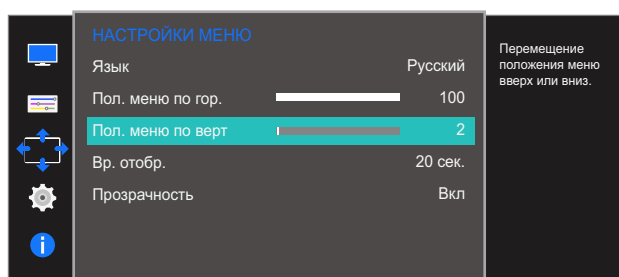 НАСТРОЙКИ МЕНЮ
Язык Русский
Пол. меню по гор. 100
Пол. меню по верт 2
Вр. отобр. 20 сек.
Прозрачность Вкл
Перемещение
положения меню
вверх или вниз.